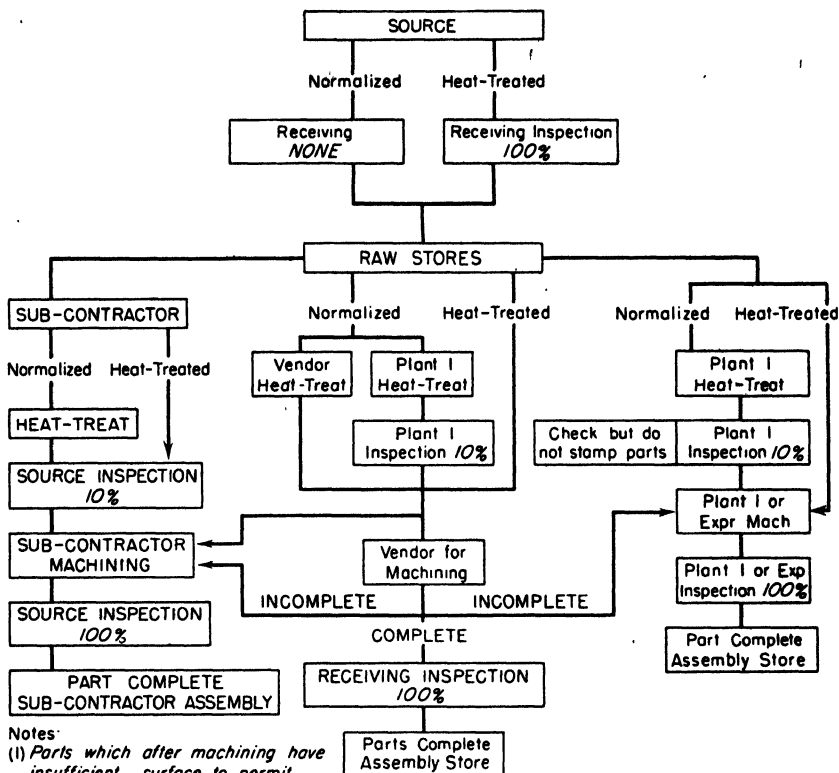 SOURCE
Normalized
Heat-Treated
Receiving
NONE
Receiving Inspection
100%
RAW STORES
SUB-CONTRACTOR
Normalized
Heat-Treated
HEAT-TREAT
SOURCE INSPECTION
10%
SUB-CONTRACTOR
MACHINING
SOURCE INSPECTION
100%
PART COMPLETE
SUB-CONTRACTOR ASSEMBLY
Normalized
Heat-Treated
Vendor
Heat-Treat
Plant I
Heat-Treat
Plant I
Inspection 10%
Vendor for
Machining
INCOMPLETE
INCOMPLETE
COMPLETE
RECEIVING INSPECTION
100%
Parts Complete
Assembly Store
Normalized
Heat-Treated
Plant I
Heat-Treat
Check but do
not stamp parts
Plant I
Inspection 10%
Plant I or
Expr Mach
Plant I or Exp
Inspection 100%
Part Complete
Assembly Store
Notes:
(1) Parts which after machining have
insufficient surface to permit